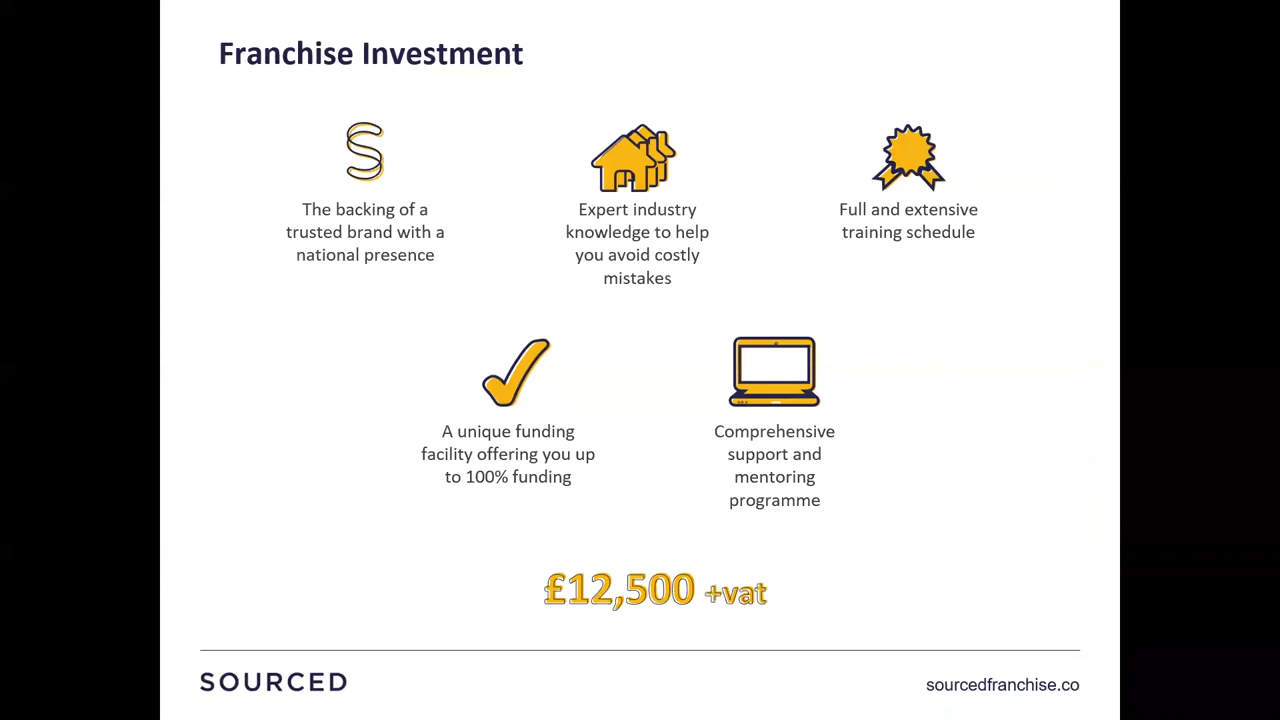 Franchise Investment
The backing of a
trusted brand with a
national presence
Expert industry
knowledge to help
you avoid costly
mistakes
Full and extensive
training schedule
A unique funding
facility offering you up
to 100% funding
Comprehensive
support and
mentoring
programme
£12,500 +vat
SOURCED
sourcedfranchise.co